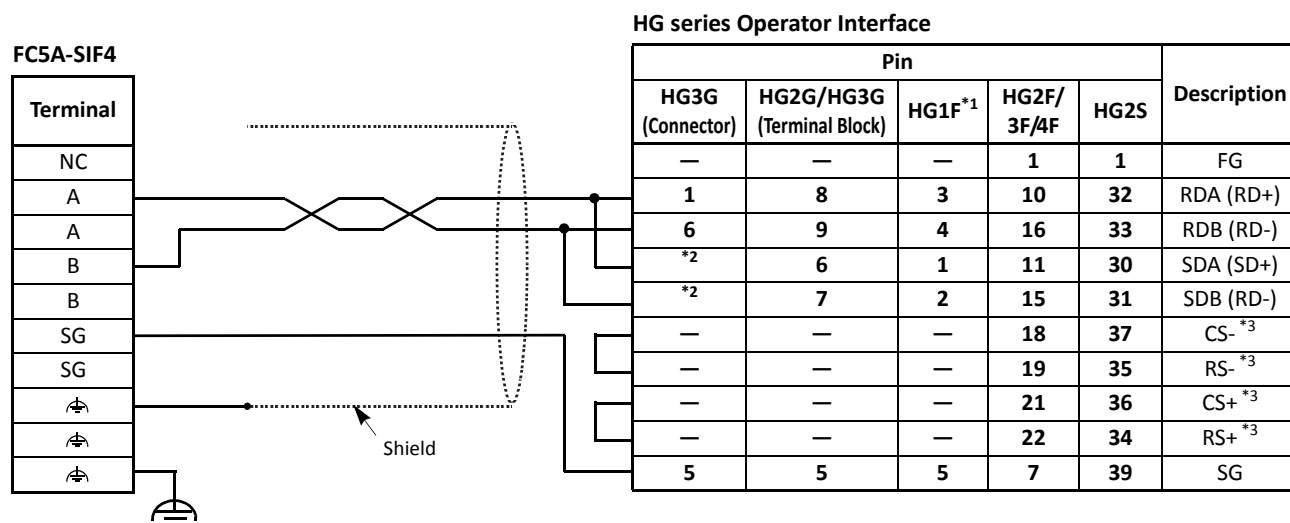 HG series Operator Interface
FC5A-SIF4
Terminal
NC
A
A
B
B
SG
SG
Shield
Pin
Description
HG3G (Connector) HG2G/HG3G (Terminal Block) HG1F*1 HG2F/3F/4F HG2S
— — — 1 1 FG
1 8 3 10 32 RDA (RD+)
6 9 4 16 33 RDB (RD-)
*2 6 1 11 30 SDA (SD+)
*2 7 2 15 31 SDB (RD-)
— — — 18 37 CS- *3
— — — 19 35 RS- *3
— — — 21 36 CS+ *3
— — — 22 34 RS+ *3
5 5 5 7 39 SG